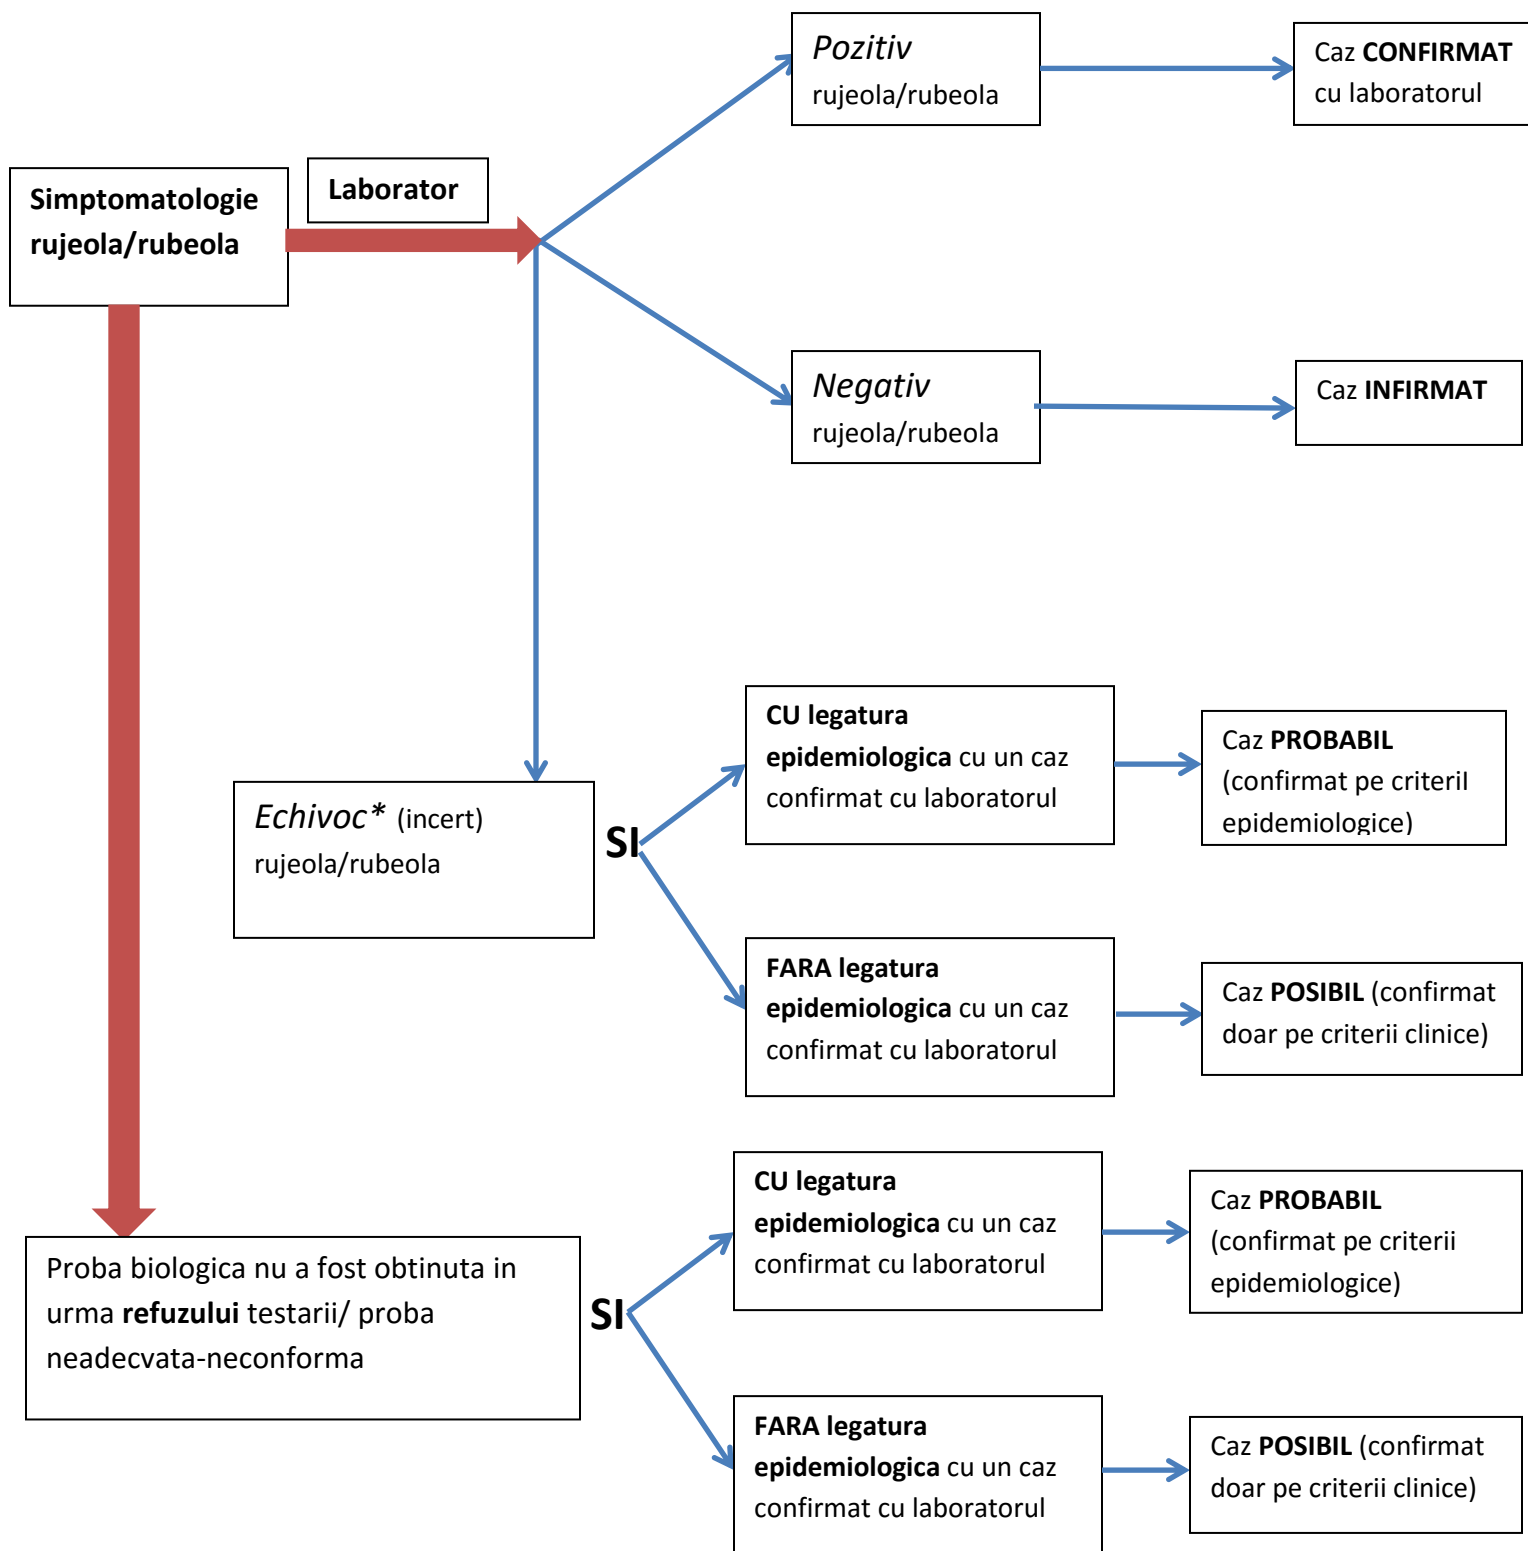 Pozitiv
rujeola/rubeola
Caz CONFIRMAT
cu laboratorul
Simptomatologie
rujeola/rubeola
Laborator
Negativ
rujeola/rubeola
Caz INFIRMAT
Echivoc* (incert)
rujeola/rubeola
SI
CU legatura
epidemiologica cu un caz
confirmat cu laboratorul
Caz PROBABIL
(confirmat pe criterii
epidemiologice)
FARA legatura
epidemiologica cu un caz
confirmat cu laboratorul
Caz POSIBIL (confirmat
doar pe criterii clinice)
Proba biologica nu a fost obtinuta in
urma refuzului testarii/ proba
neadecvata-neconforma
SI
CU legatura
epidemiologica cu un caz
confirmat cu laboratorul
Caz PROBABIL
(confirmat pe criterii
epidemiologice)
FARA legatura
epidemiologica cu un caz
confirmat cu laboratorul
Caz POSIBIL (confirmat
doar pe criterii clinice)